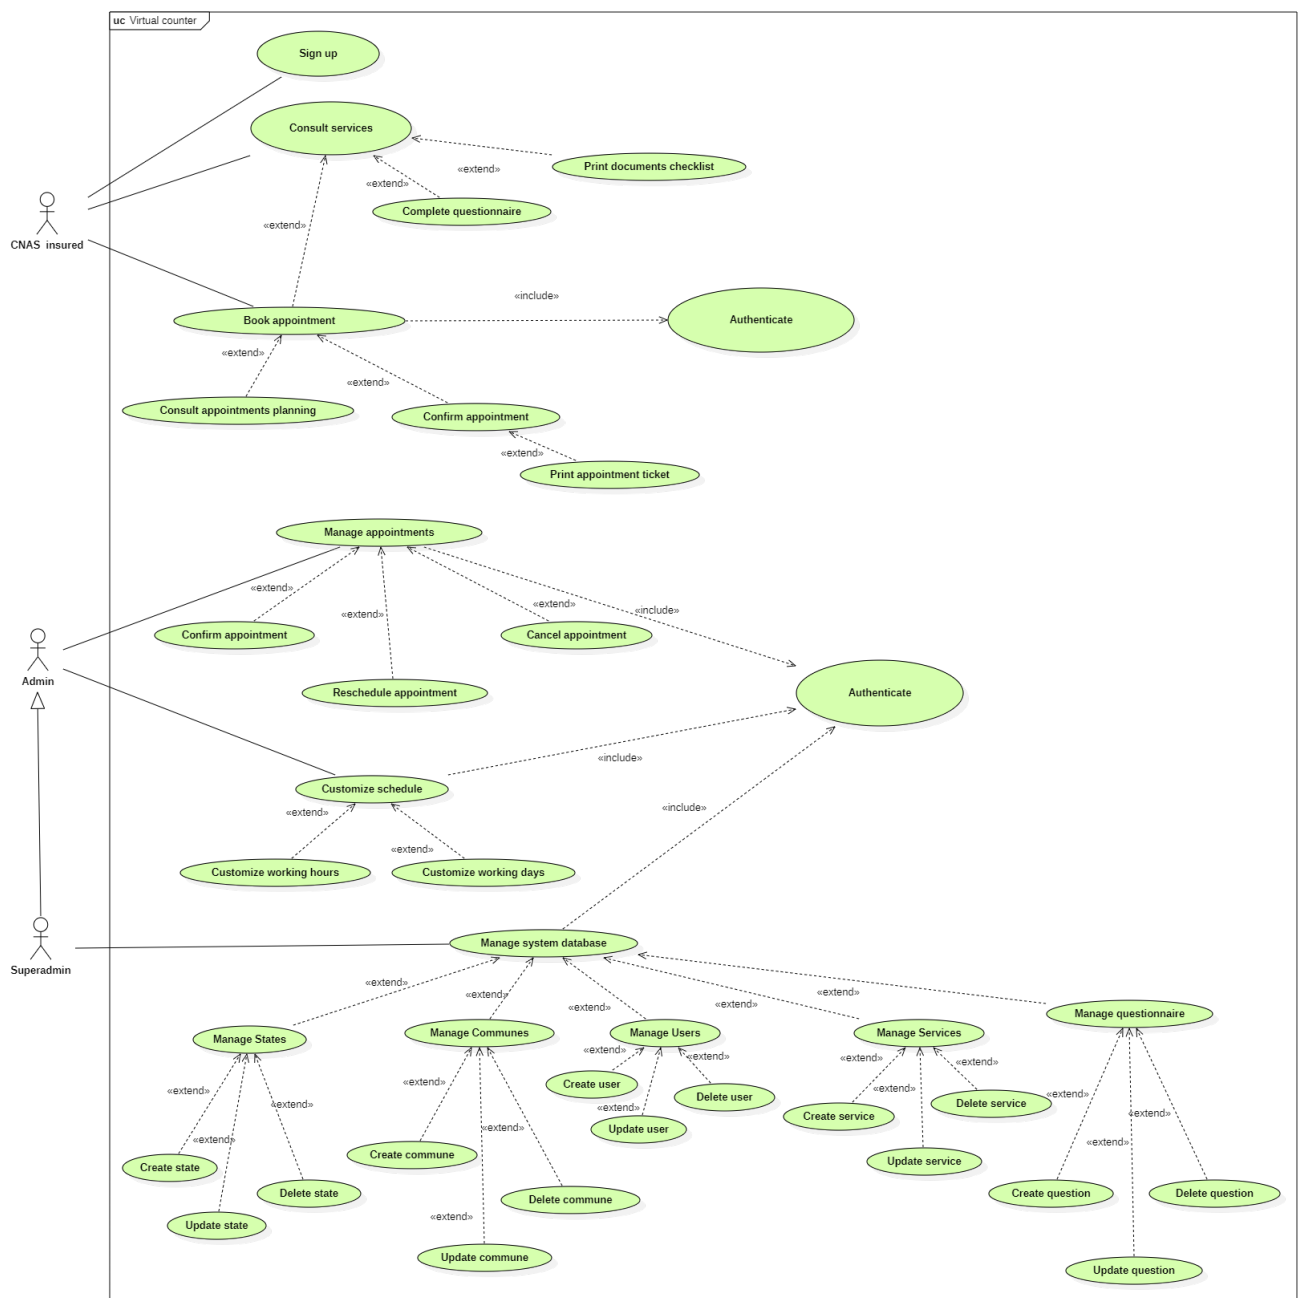 uc Virtual counter
Sign up
Consult services
«extend»
Print documents checklist
«extend»
Complete questionnaire
CNAS  insured
«extend»
«include»
Book appointment
Authenticate
«extend»
«extend»
Consult appointments planning
Confirm appointment
«extend»
Print appointment ticket
Manage appointments
«extend»
«extend»
«extend»
«include»
Confirm appointment
Cancel appointment
Admin
Reschedule appointment
Authenticate
«include»
Customize schedule
«extend»
«include»
«extend»
Customize working hours
Customize working days
Manage system database
Superadmin
«extend»
«extend»
«extend»
«extend»
«extend»
Manage States
Manage Communes
Manage Users
Manage Services
Manage questionnaire
«extend»
«extend»
«extend»
«extend»
«extend»
Create user
Delete user
«extend»
«extend»
«extend»
«extend»
Create service
Delete service
«extend»
«extend»
«extend»
Update user
«extend»
«extend»
«extend»
«extend»
Create state
Create commune
Update service
Delete state
Delete commune
Create question
Delete question
Update state
«extend»
Update commune
Update question